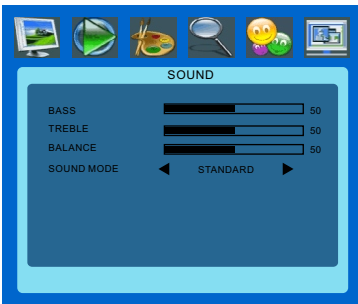 SOUND
BASS 50
TREBLE 50
BALANCE 50
SOUND MODE STANDARD